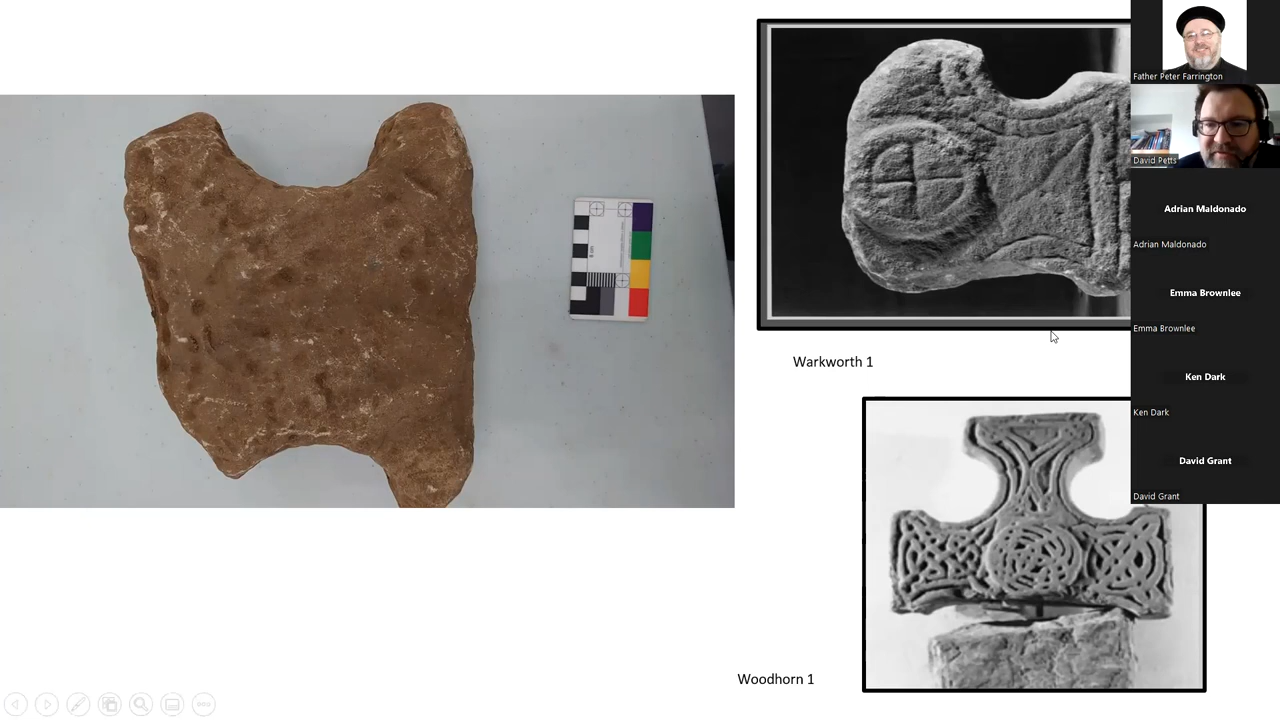 Warkworth 1
Woodhorn 1
Father Peter Farrington
David Petts
Adrian Maldonado
Adrian Maldonado
Emma Brownlee
Emma Brownlee
Ken Dark
Ken Dark
David Grant
David Grant